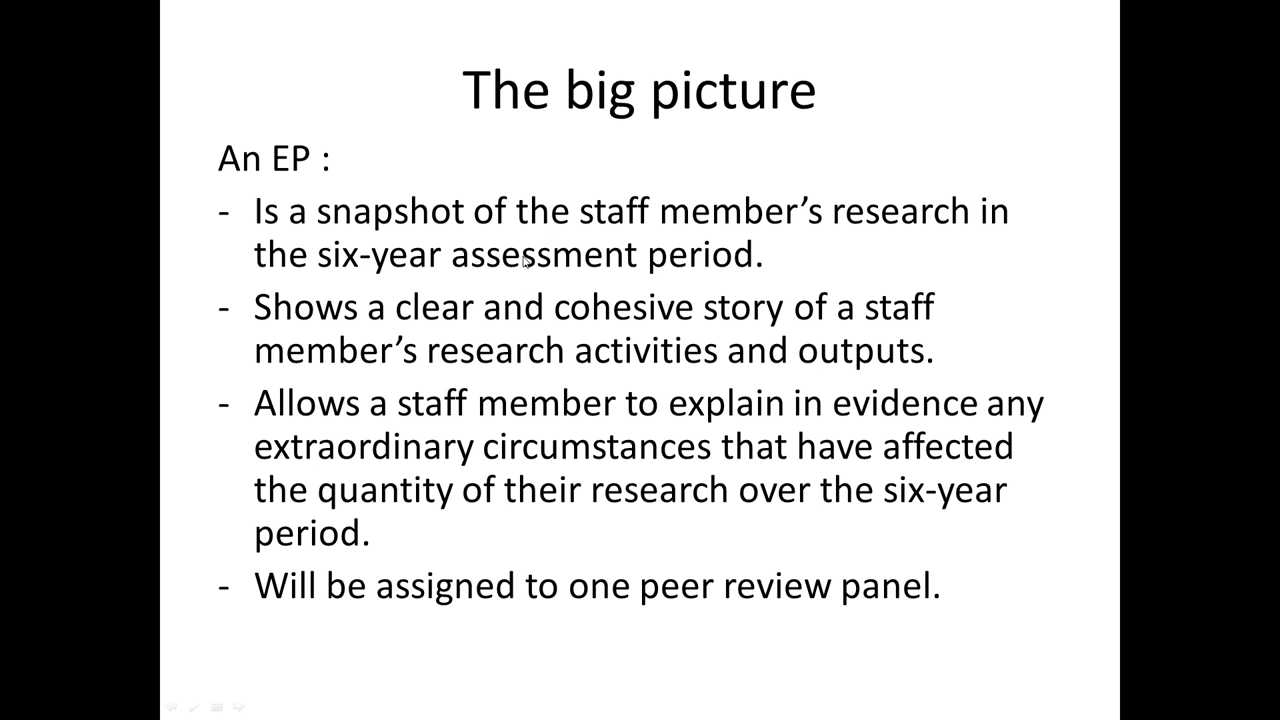 The big picture
An EP :
- Is a snapshot of the staff member’s research in
the six-year assessment period.
- Shows a clear and cohesive story of a staff
member’s research activities and outputs.
- Allows a staff member to explain in evidence any
extraordinary circumstances that have affected
the quantity of their research over the six-year
period.
- Will be assigned to one peer review panel.